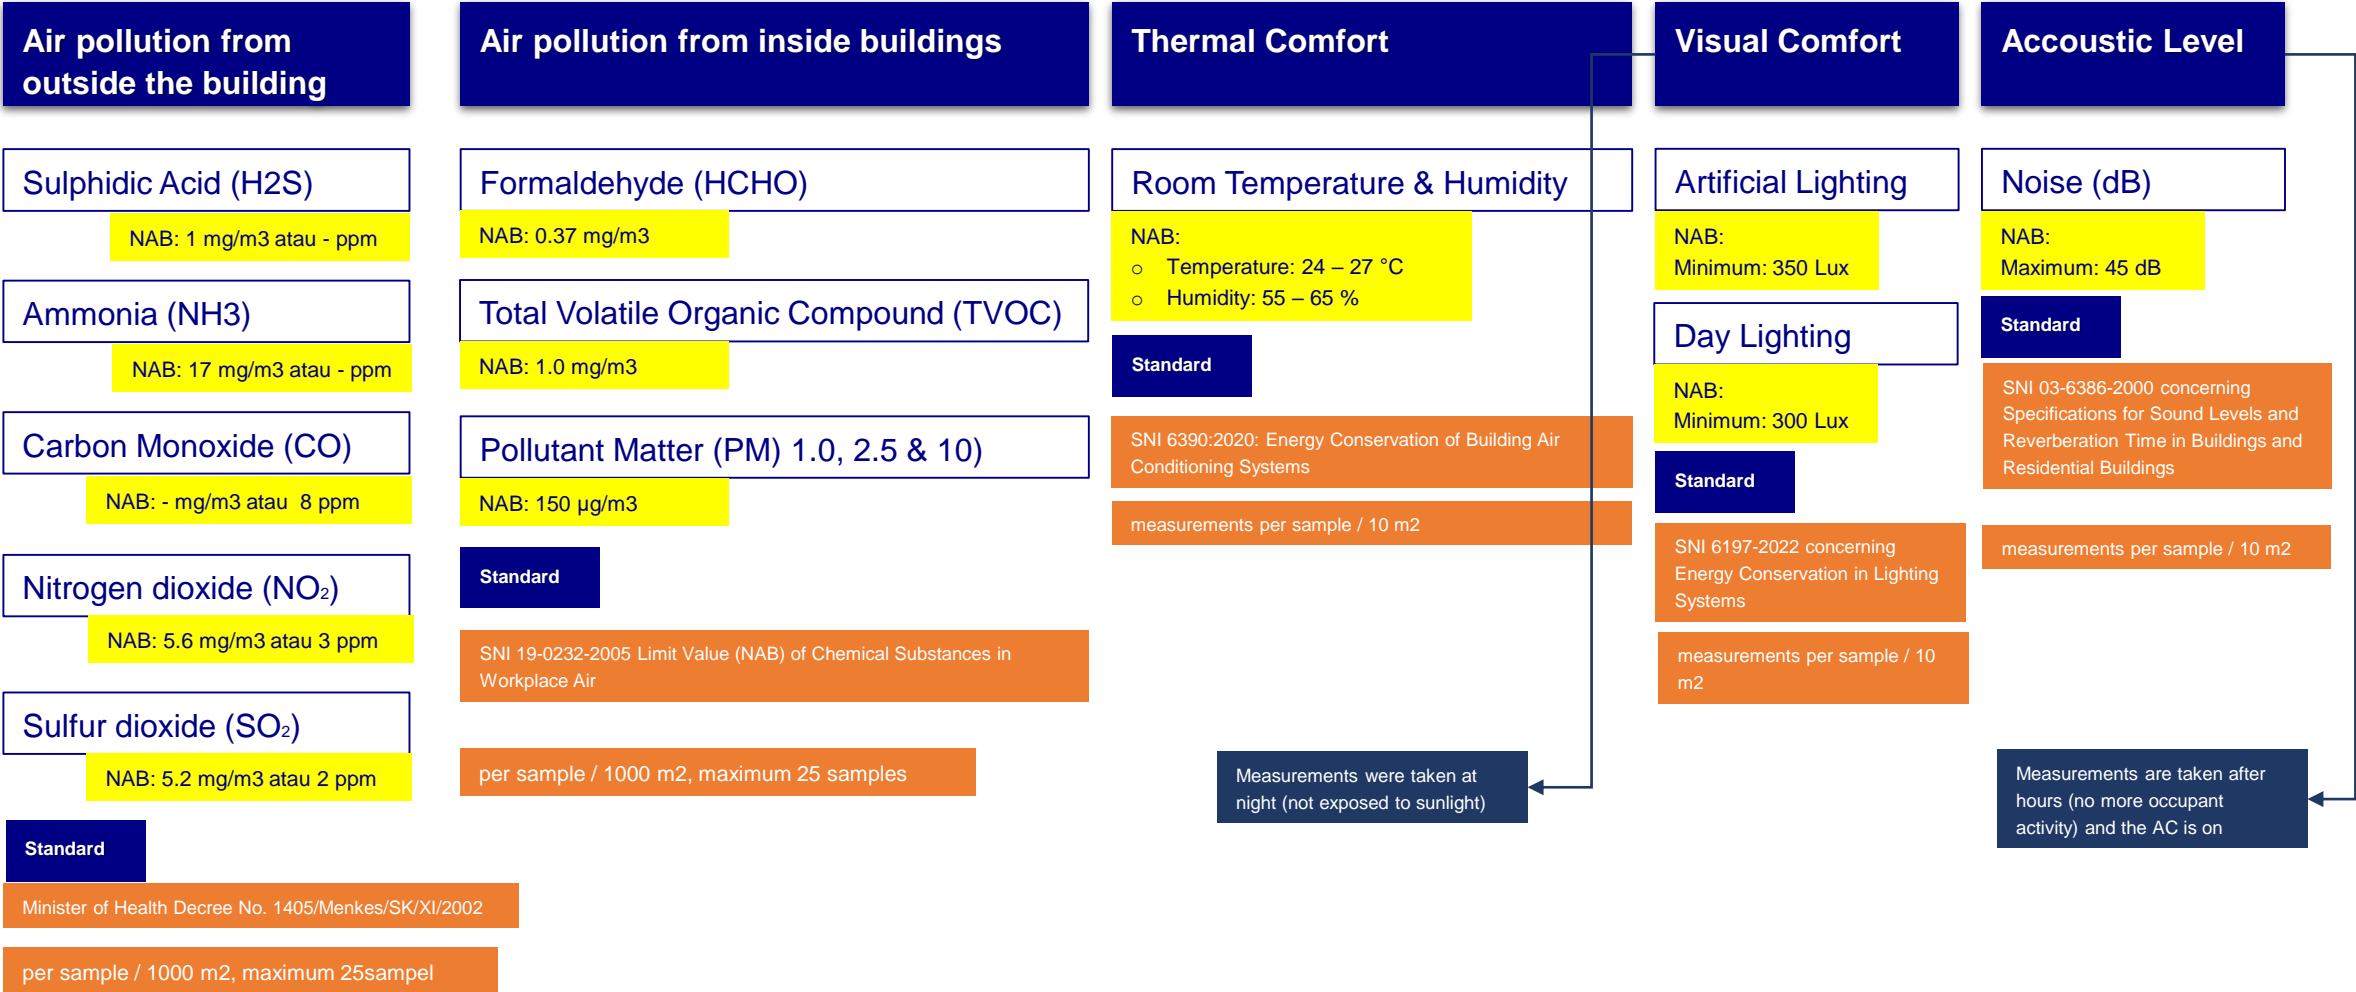 Air pollution from
outside the building
Sulphidic Acid (H2S)
NAB: 1 mg/m3 atau - ppm
Ammonia (NH3)
NAB: 17 mg/m3 atau - ppm
Carbon Monoxide (CO)
NAB: - mg/m3 atau  8 ppm
Nitrogen dioxide (NO₂)
NAB: 5.6 mg/m3 atau 3 ppm
Sulfur dioxide (SO₂)
NAB: 5.2 mg/m3 atau 2 ppm
Standard
Minister of Health Decree No. 1405/Menkes/SK/XI/2002
per sample / 1000 m2, maximum 25sampel
Air pollution from inside buildings
Formaldehyde (HCHO)
NAB: 0.37 mg/m3
Total Volatile Organic Compound (TVOC)
NAB: 1.0 mg/m3
Pollutant Matter (PM) 1.0, 2.5 & 10)
NAB: 150 µg/m3
Standard
SNI 19-0232-2005 Limit Value (NAB) of Chemical Substances in
Workplace Air
per sample / 1000 m2, maximum 25 samples
Thermal Comfort
Room Temperature & Humidity
NAB:
o Temperature: 24 – 27 °C
o Humidity: 55 – 65 %
Standard
SNI 6390:2020: Energy Conservation of Building Air
Conditioning Systems
measurements per sample / 10 m2
Measurements were taken at
night (not exposed to sunlight)
Visual Comfort
Artificial Lighting
NAB:
Minimum: 350 Lux
Day Lighting
NAB:
Minimum: 300 Lux
Standard
SNI 6197-2022 concerning
Energy Conservation in Lighting
Systems
measurements per sample / 10
m2
Accoustic Level
Noise (dB)
NAB:
Maximum: 45 dB
Standard
SNI 03-6386-2000 concerning
Specifications for Sound Levels and
Reverberation Time in Buildings and
Residential Buildings
measurements per sample / 10 m2
Measurements are taken after
hours (no more occupant
activity) and the AC is on